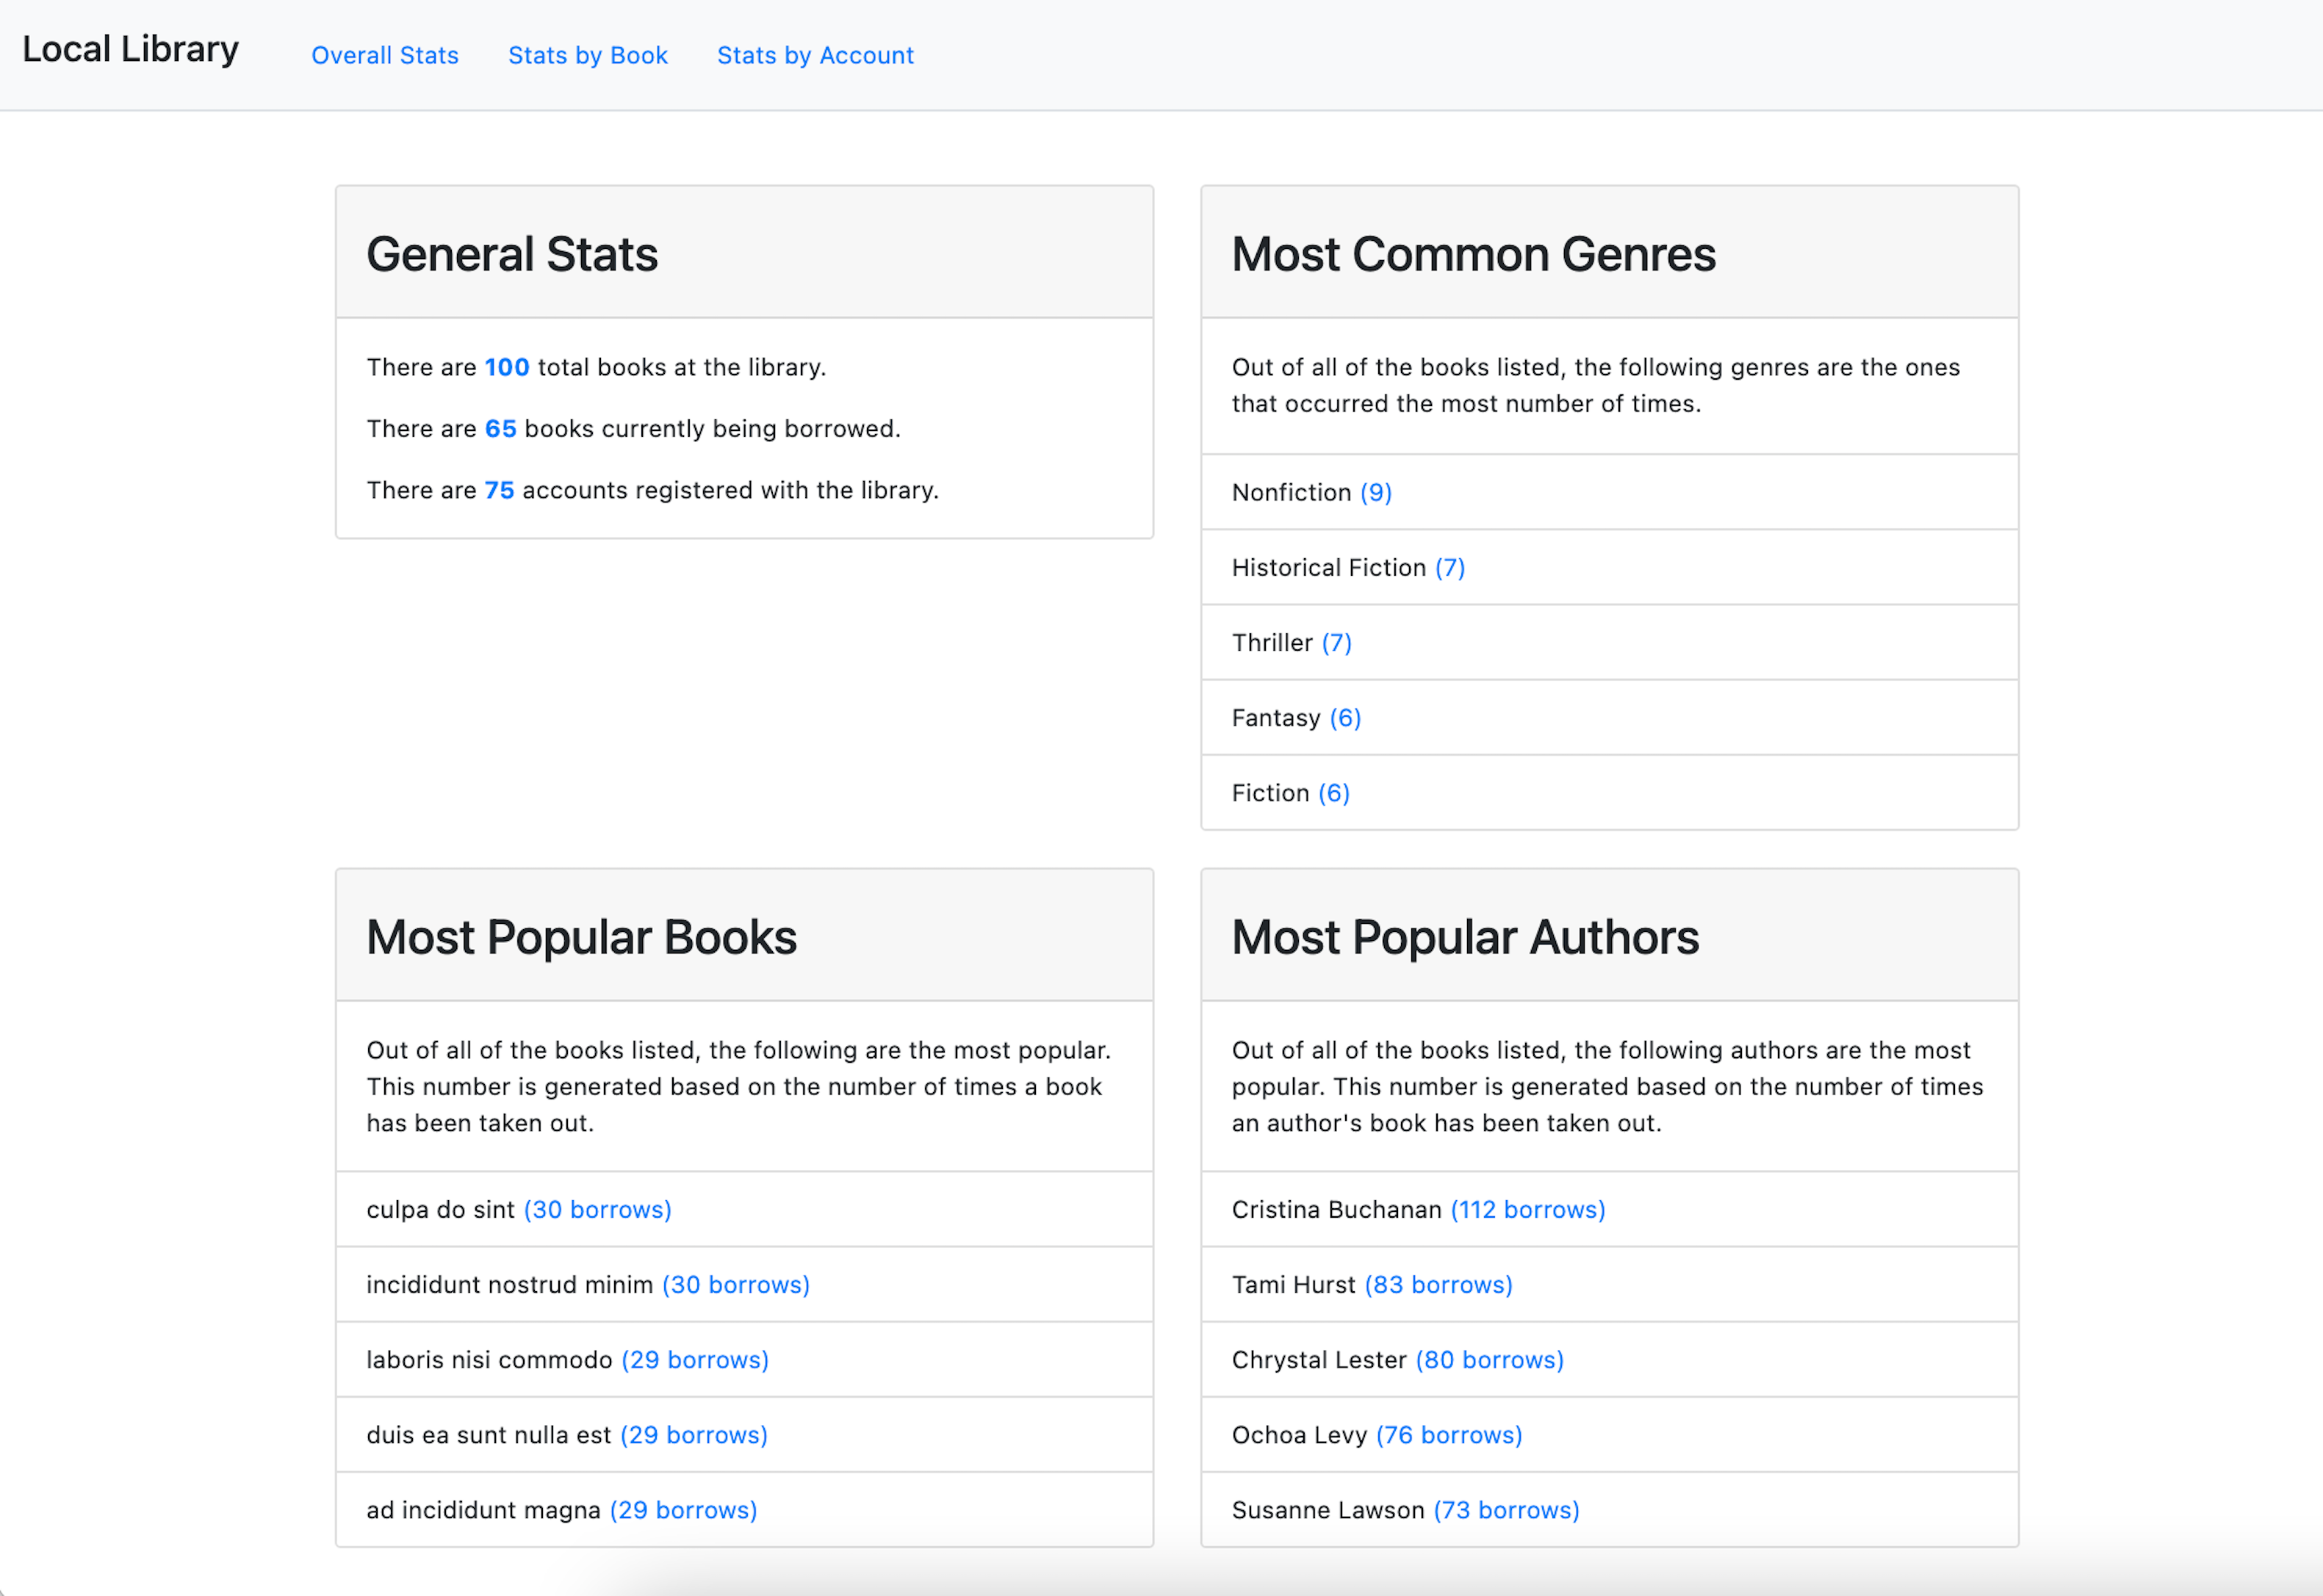 Local Library
Overall Stats
Stats by Book
Stats by Account
General Stats
There are 100 total books at the library.
There are 65 books currently being borrowed.
There are 75 accounts registered with the library.
Most Common Genres
Out of all of the books listed, the following genres are the ones
that occurred the most number of times.
Nonfiction (9)
Historical Fiction (7)
Thriller (7)
Fantasy (6)
Fiction (6)
Most Popular Books
Out of all of the books listed, the following are the most popular.
This number is generated based on the number of times a book
has been taken out.
culpa do sint (30 borrows)
incididunt nostrud minim (30 borrows)
laboris nisi commodo (29 borrows)
duis ea sunt nulla est (29 borrows)
ad incididunt magna (29 borrows)
Most Popular Authors
Out of all of the books listed, the following authors are the most
popular. This number is generated based on the number of times
an author's book has been taken out.
Cristina Buchanan (112 borrows)
Tami Hurst (83 borrows)
Chrystal Lester (80 borrows)
Ochoa Levy (76 borrows)
Susanne Lawson (73 borrows)